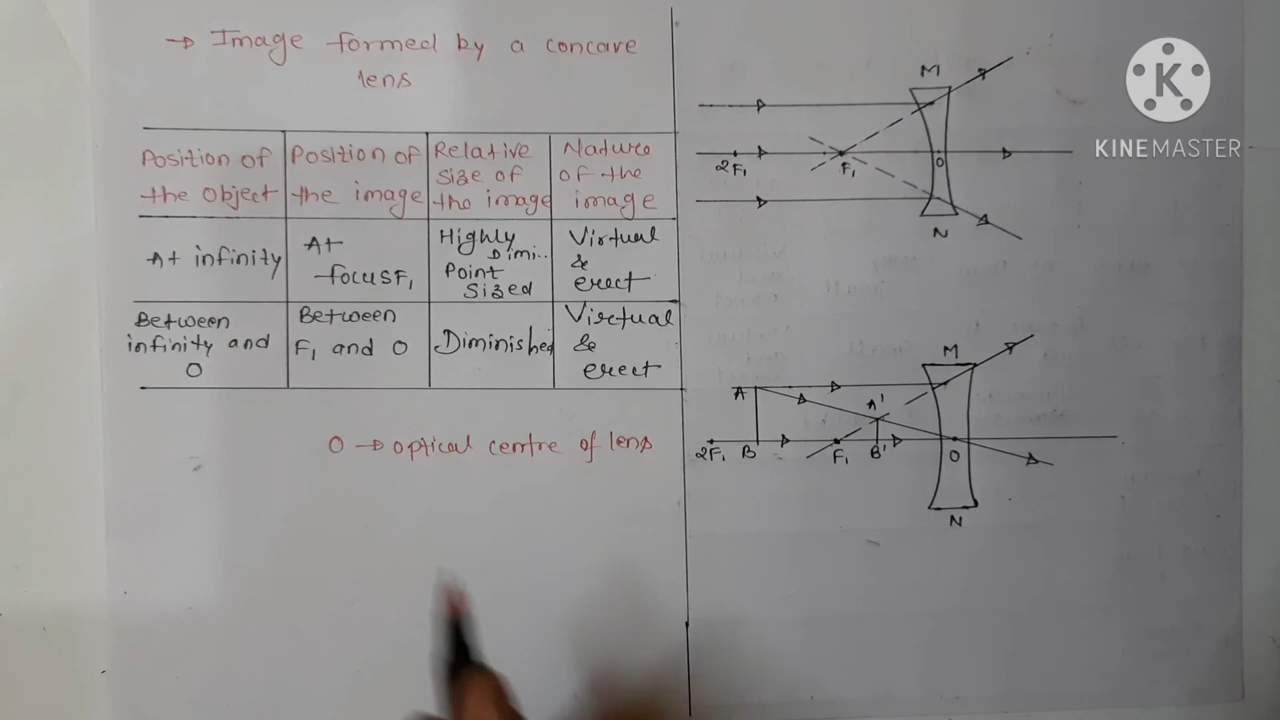 → Image formed by a concave
lens
Position of
the Object
Position of
the image
Relative
size of
the image
Nature
of the
image
At infinity
At
focus F₁
Highly
Dimi..
Point
Sized
Virtual
&
erect
Between
infinity and
O
Between
F₁ and O
Diminished
Virtual
&
erect
O → optical centre of lens
M
2F₁
F₁
O
N
M
A
A'
2F₁
B
F₁
B'
O
N
K
KINEMASTER